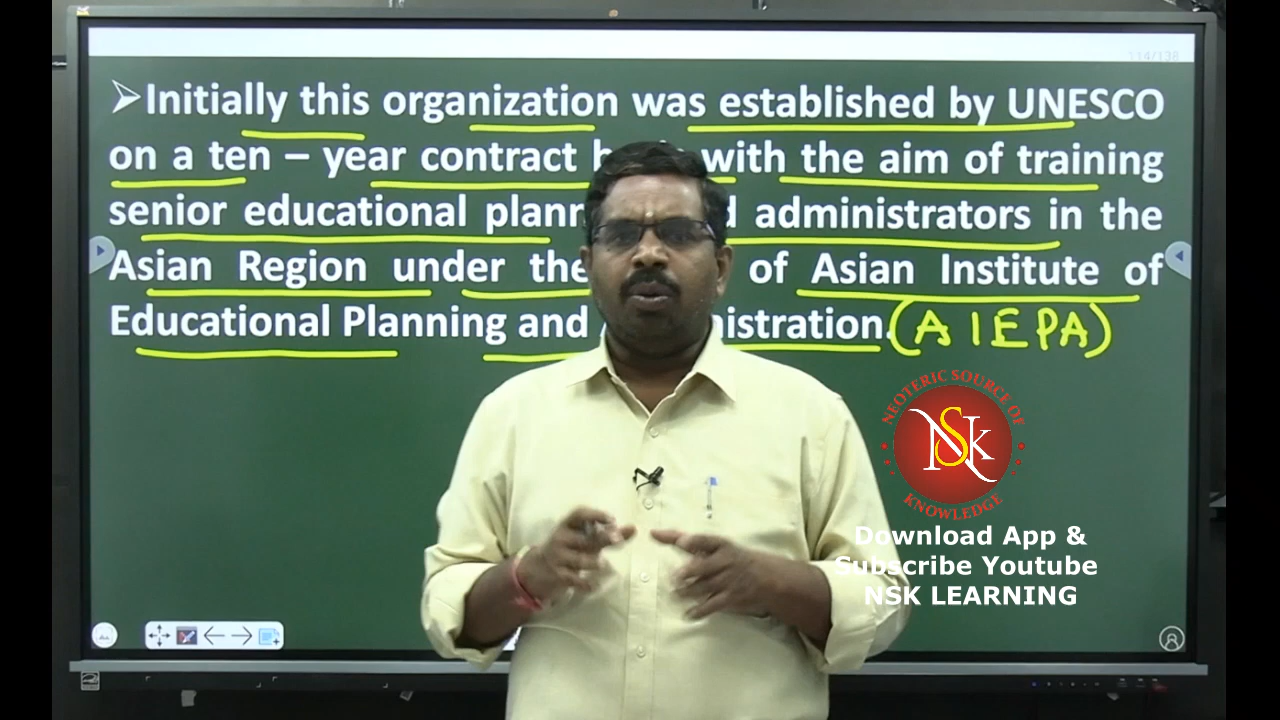 114/138
➢Initially this organization was established by UNESCO
on a ten – year contract with the aim of training
senior educational administrators in the
Asian Region under the of Asian Institute of
Educational Planning and (AIEPA)
NEOTERIC SOURCE OF
NSK
KNOWLEDGE
Download App &
Subscribe Youtube
NSK LEARNING